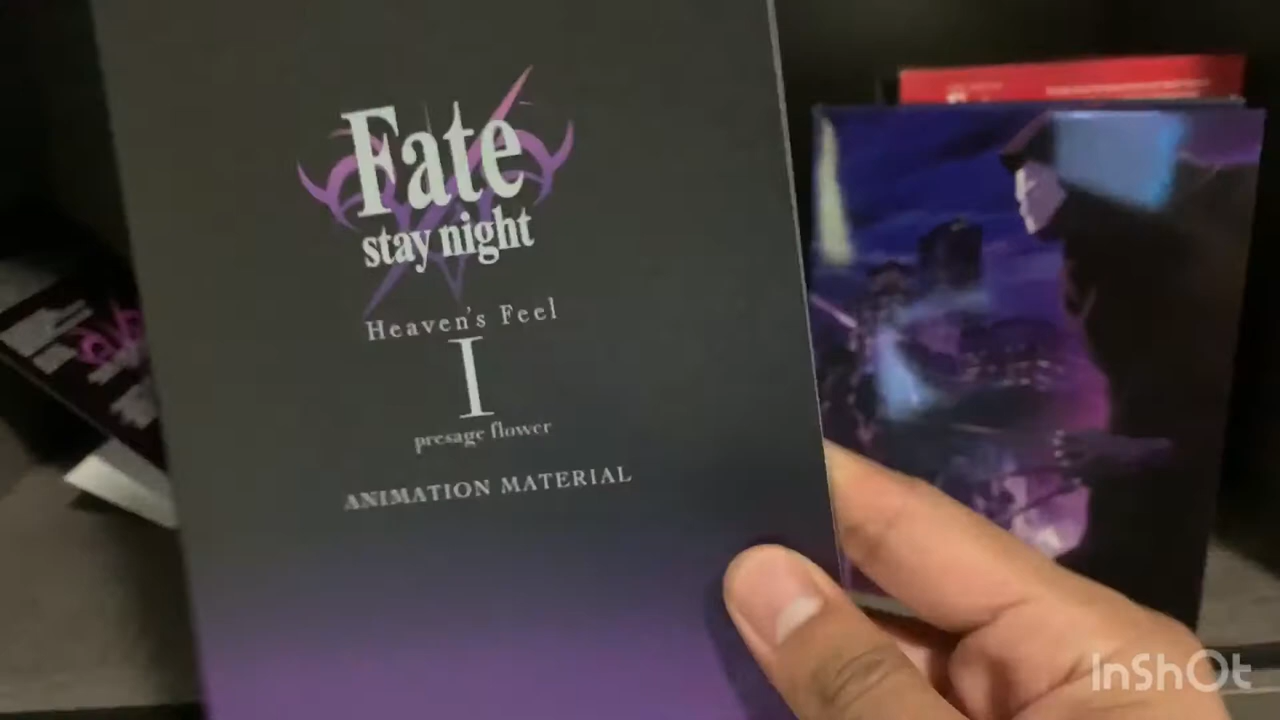 Fate
stay night
Heaven's Feel
I
presage flower
ANIMATION MATERIAL
InShOt